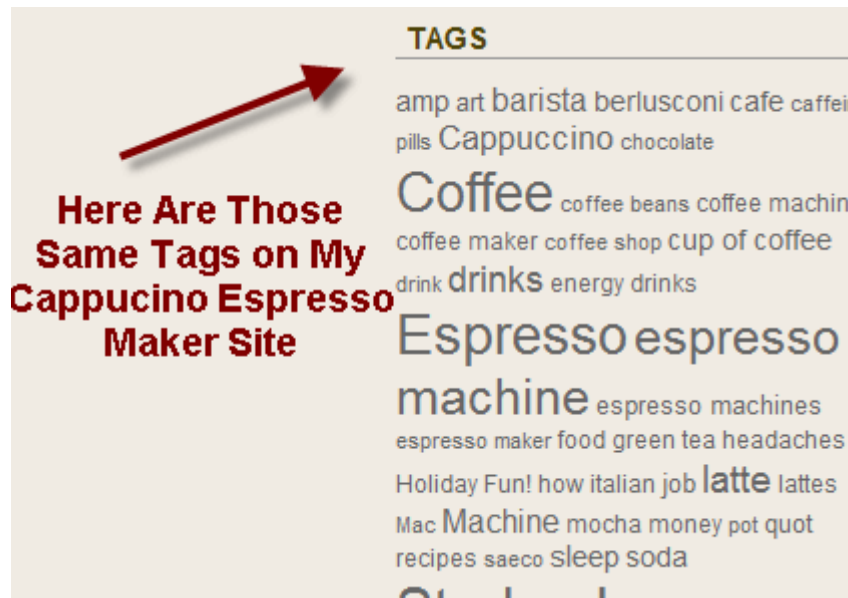 TAGS
amp art barista berlusconi cafe
pills Cappuccino chocolate
Coffee coffee beans coffee
coffee maker coffee shop cup of coffee
drink drinks energy drinks
Espresso espresso
machine espresso machines
espresso maker food green tea headaches
Holiday Fun! how italian job latte lattes
Mac Machine mocha money pot quot
recipes saeco sleep soda
Here Are Those
Same Tags on My
Cappucino Espresso
Maker Site